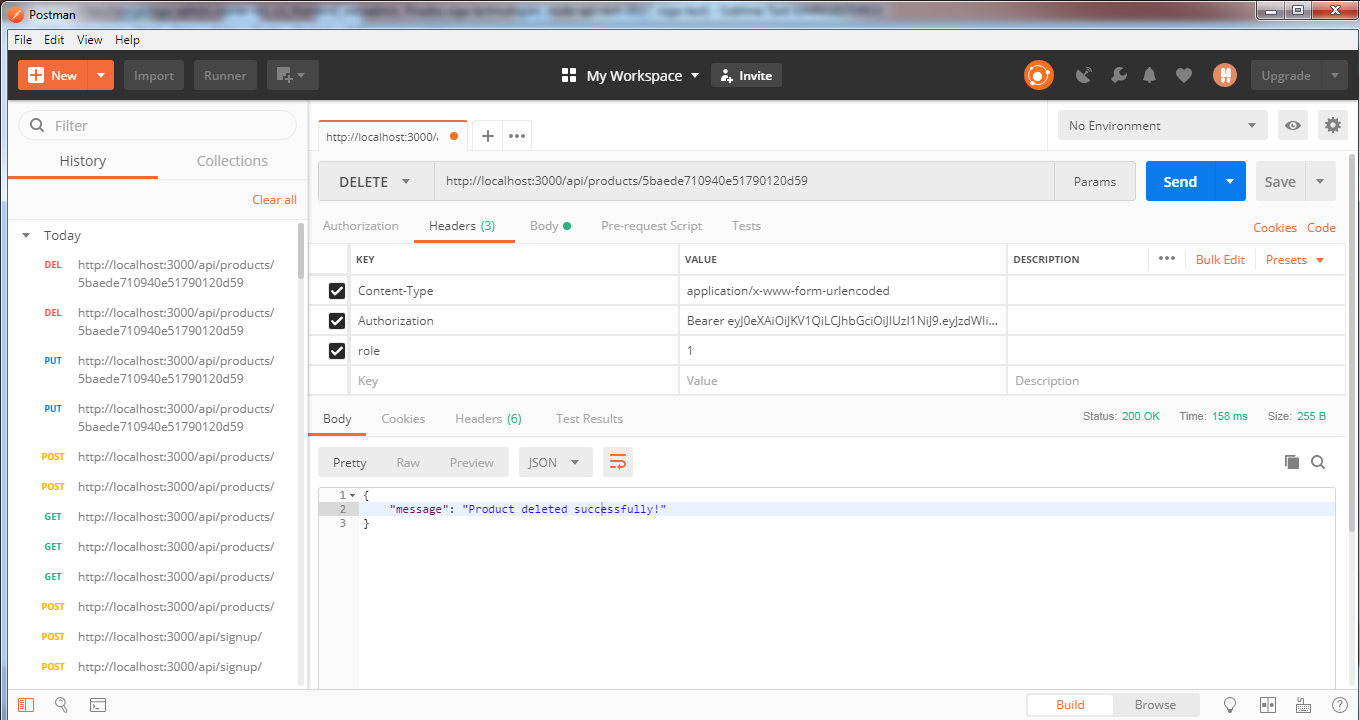 Postman
File Edit View Help
New Import Runner My Workspace Invite Upgrade
Filter
History Collections
Clear all
Today
DEL http://localhost:3000/api/products/
5baede710940e51790120d59
DEL http://localhost:3000/api/products/
5baede710940e51790120d59
PUT http://localhost:3000/api/products/
5baede710940e51790120d59
PUT http://localhost:3000/api/products/
5baede710940e51790120d59
POST http://localhost:3000/api/products/
POST http://localhost:3000/api/products/
GET http://localhost:3000/api/products/
GET http://localhost:3000/api/products/
GET http://localhost:3000/api/products/
POST http://localhost:3000/api/products/
POST http://localhost:3000/api/signup/
POST http://localhost:3000/api/signup/
http://localhost:3000/
No Environment
DELETE http://localhost:3000/api/products/5baede710940e51790120d59 Params Send Save
Authorization Headers (3) Body Pre-request Script Tests Cookies Code
KEY VALUE DESCRIPTION Bulk Edit Presets
Content-Type application/x-www-form-urlencoded
Authorization Bearer eyJ0eXAiOiJKV1QiLCJhbGciOiJIUzI1NiJ9.eyJzdWIi...
role 1
Key Value Description
Body Cookies Headers (6) Test Results Status: 200 OK Time: 158 ms Size: 255 B
Pretty Raw Preview JSON
1 {
2 "message": "Product deleted successfully!"
3 }
Build Browse